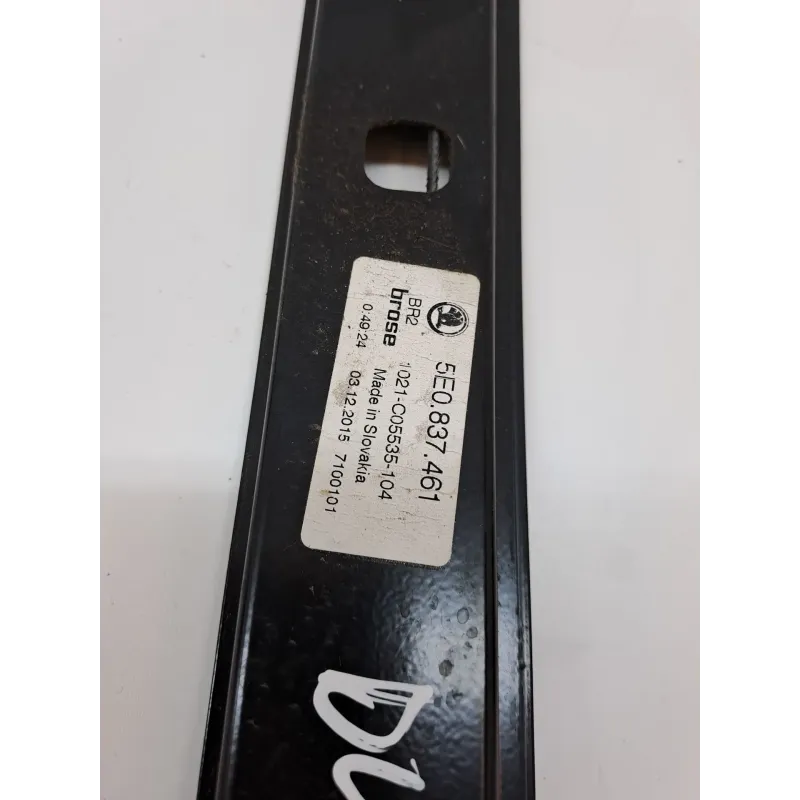 5E0.837.461
BR2 1021-C05535-104
brose Made in Slovakia
0:49:24 03.12.2015 7100101